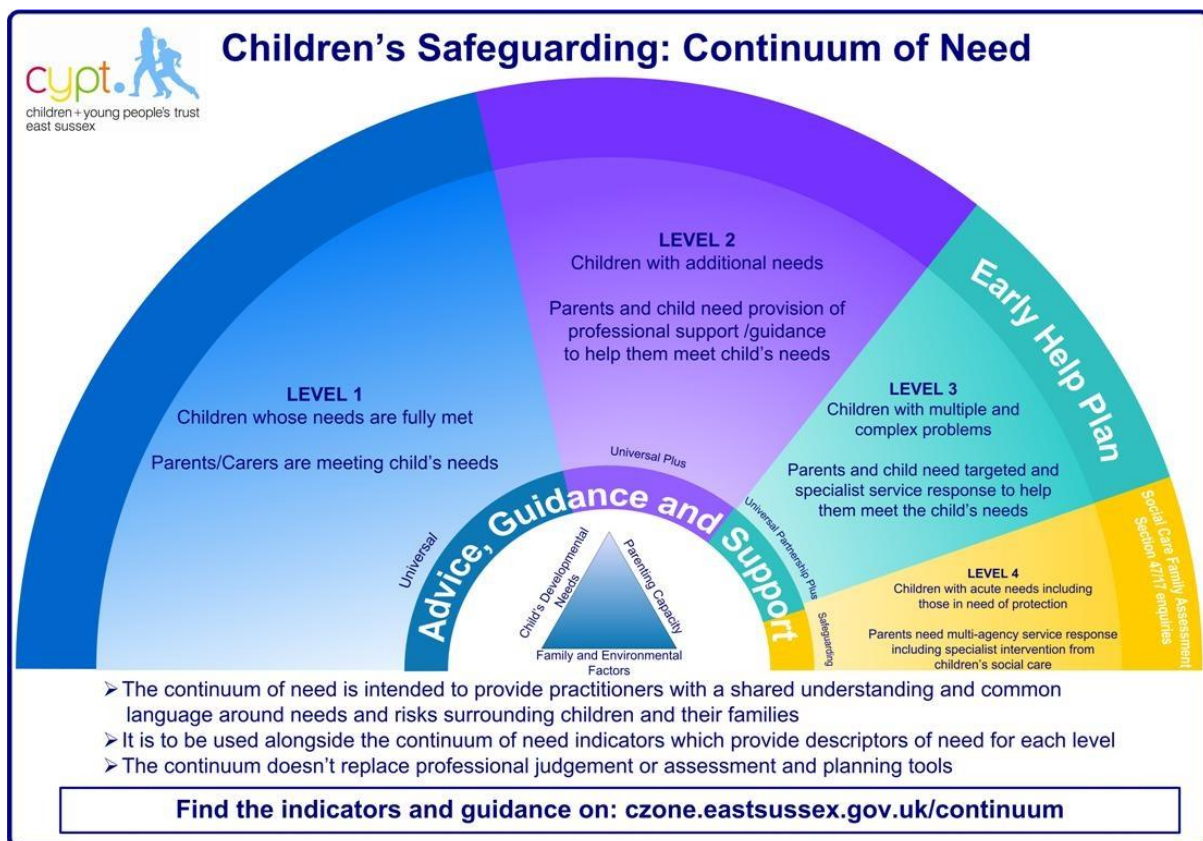 Children's Safeguarding: Continuum of Need
cypt.
children+young people's trust
east sussex
LEVEL 1
Children whose needs are fully met
Parents/Carers are meeting child's needs
LEVEL 2
Children with additional needs
Parents and child need provision of
professional support /guidance
to help them meet child's needs
Early Help Plan
LEVEL 3
Children with multiple and
complex problems
Parents and child need targeted and
specialist service response to help
them meet the child's needs
Social Care Family Assessment
Section 47/17 enquiries
LEVEL 4
Children with acute needs including
those in need of protection
Parents need multi-agency service response
including specialist intervention from
children's social care
Universal
Universal Plus
Universal Partnership Plus
Safeguarding
Advice, Guidance and Support
Child's Developmental
Needs
Parenting Capacity
Family and Environmental
Factors
➢ The continuum of need is intended to provide practitioners with a shared understanding and common
language around needs and risks surrounding children and their families
➢ It is to be used alongside the continuum of need indicators which provide descriptors of need for each level
➢ The continuum doesn't replace professional judgement or assessment and planning tools
Find the indicators and guidance on: czone.eastsussex.gov.uk/continuum